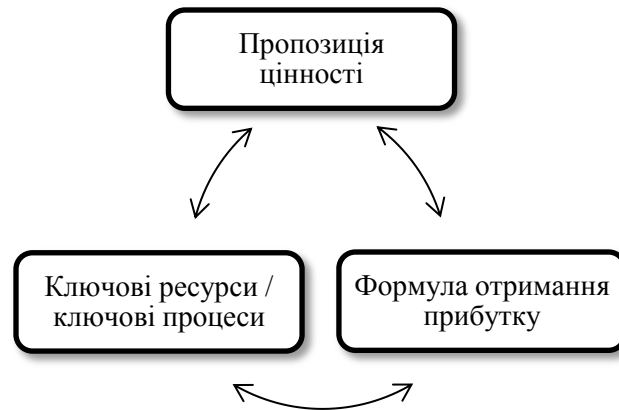 Пропозиція
цінності
Ключові ресурси /
ключові процеси
Формула отримання
прибутку